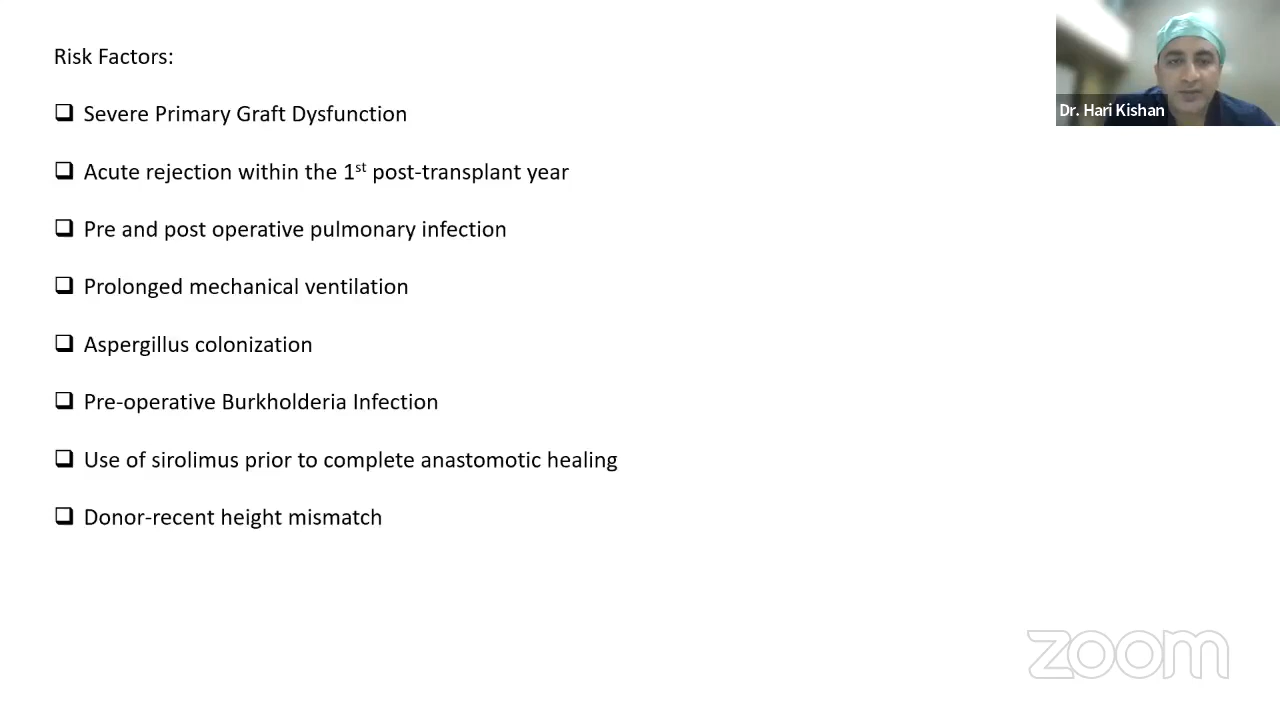 Risk Factors:
❑ Severe Primary Graft Dysfunction
❑ Acute rejection within the 1st post-transplant year
❑ Pre and post operative pulmonary infection
❑ Prolonged mechanical ventilation
❑ Aspergillus colonization
❑ Pre-operative Burkholderia Infection
❑ Use of sirolimus prior to complete anastomotic healing
❑ Donor-recent height mismatch
Dr. Hari Kishan
zoom